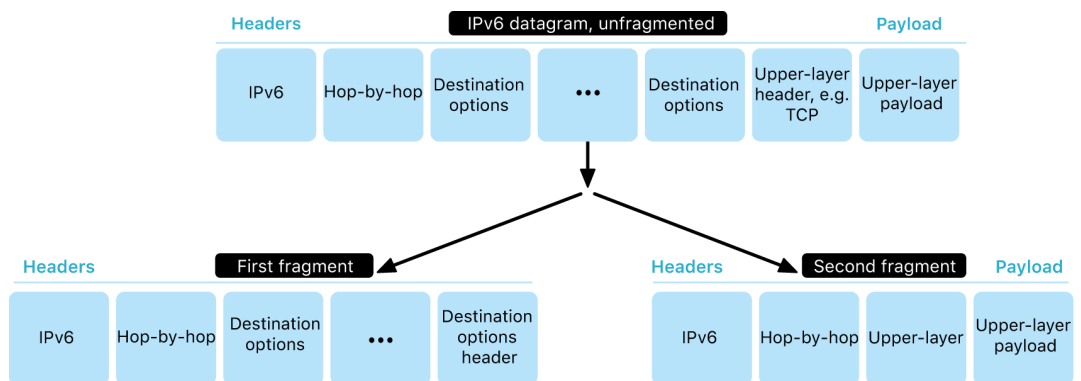 Headers
IPv6 datagram, unfragmented
Payload
IPv6
Hop-by-hop
Destination
options
...
Destination
options
Upper-layer
header, e.g.
TCP
Upper-layer
payload
Headers
First fragment
IPv6
Hop-by-hop
Destination
options
...
Destination
options
header
Headers
Second fragment
Payload
IPv6
Hop-by-hop
Upper-layer
Upper-layer
payload